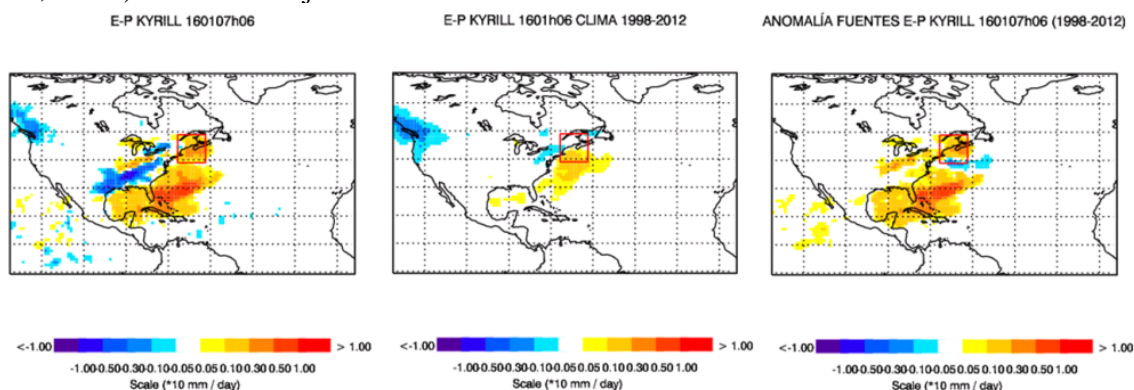 E-P KYRILL 160107h06
E-P KYRILL 1601h06 CLIMA 1998-2012
ANOMALÍA FUENTES E-P KYRILL 160107h06 (1998-2012)
<-1.00 > 1.00
-1.00 0.50 0.30 0.10 0.05 0.05 0.10 0.30 0.50 1.00
Scale (*10 mm / day)
<-1.00 > 1.00
-1.00 0.50 0.30 0.10 0.05 0.05 0.10 0.30 0.50 1.00
Scale (*10 mm / day)
<-1.00 > 1.00
-1.00 0.50 0.30 0.10 0.05 0.05 0.10 0.30 0.50 1.00
Scale (*10 mm / day)